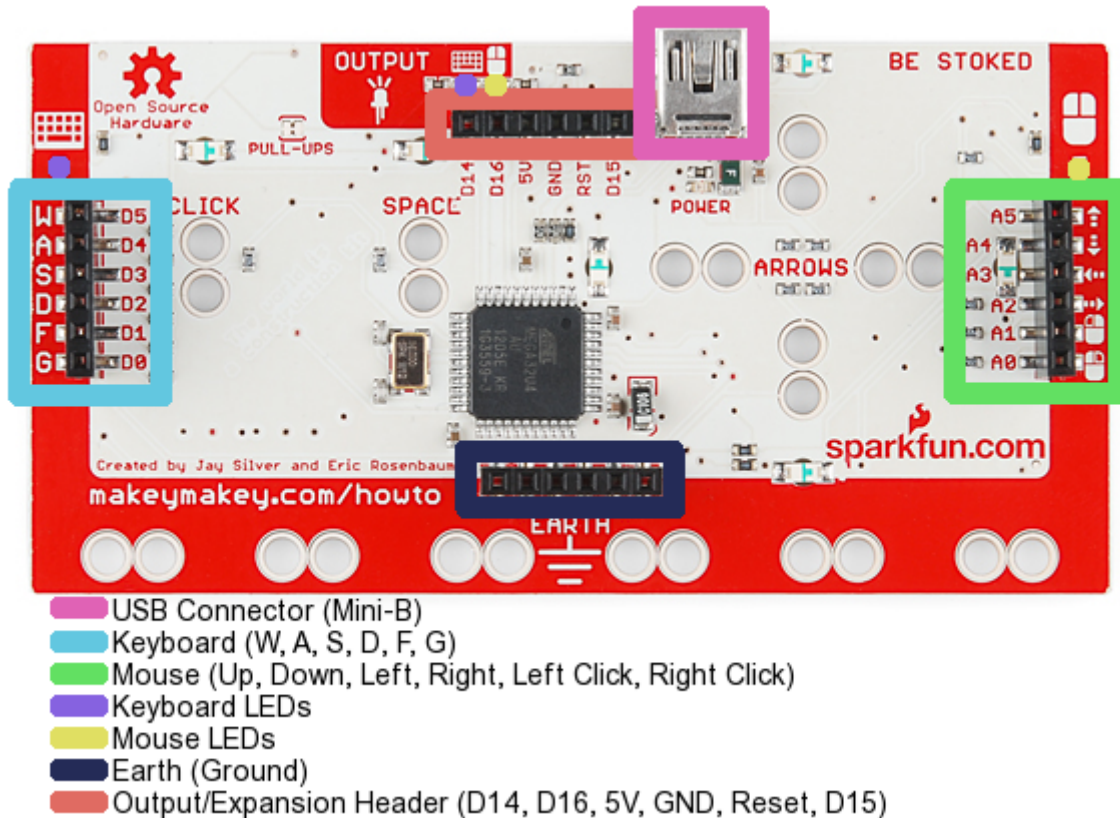 OUTPUT
BE STOKED
Open Source
Hardware
PULL-UPS
D14 D16 5V GND RST D15
POWER
CLICK
SPACE
ARROWS
W D5
A D4
S D3
D D2
F D1
G D0
A5
A4
A3
A2
A1
A0
F
MEGA32U4
1205E KR
sparkfun.com
Created by Jay Silver and Eric Rosenbaum
makeymakey.com/howto
EARTH
USB Connector (Mini-B)
Keyboard (W, A, S, D, F, G)
Mouse (Up, Down, Left, Right, Left Click, Right Click)
Keyboard LEDs
Mouse LEDs
Earth (Ground)
Output/Expansion Header (D14, D16, 5V, GND, Reset, D15)